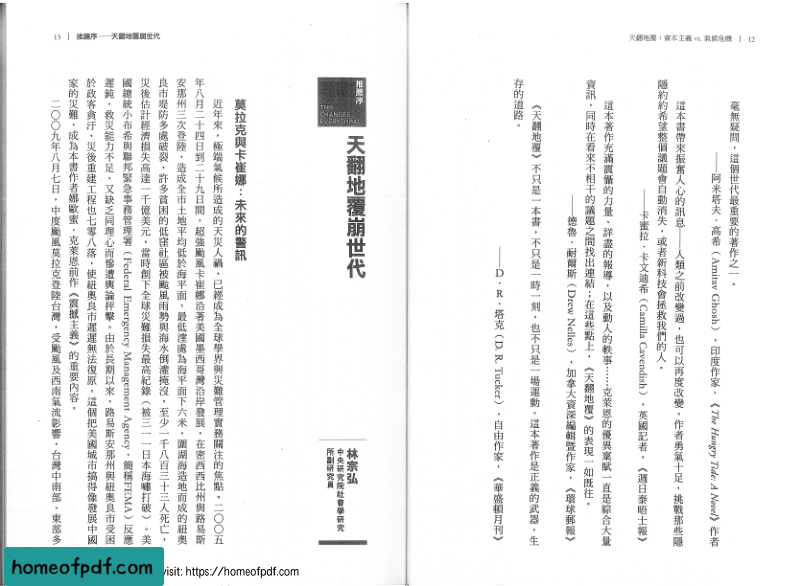 天翻地覆：資本主義 vs. 氣候危機 | 12
毫無疑問，這個世代最重要的著作之一。
——阿米塔夫．高希（Amitav Ghosh），印度作家，《The Hungry Tide: A Novel》作者
這本書帶來振奮人心的訊息——人類之前改變過，也可以再度改變。作者勇氣十足，挑戰那些隱
隱約約希望整個議題會自動消失，或者新科技會拯救我們的人。
——卡蜜拉．卡文迪希（Camilla Cavendish），英國記者，《週日泰晤士報》
這本著作充滿震懾的力量、詳盡的報導，以及動人的軼事……克萊恩的優異稟賦一直是綜合大量
資訊，同時在看來不相干的議題之間找出連結；在這些點上，《天翻地覆》的表現一如既往。
——德魯．耐爾斯（Drew Nelles），加拿大資深編輯暨作家，《環球郵報》
《天翻地覆》不只是一本書，不只是一時一刻，也不只是一場運動。這本著作是正義的武器，生
存的道路。
——D．R．塔克（D. R. Tucker），自由作家，《華盛頓月刊》
13 | 推薦序——天翻地覆崩世代
推薦序
THIS CHANGES EVERYTHING
天翻地覆崩世代
林宗弘
中央研究院社會學研究
所副研究員
莫拉克與卡崔娜：未來的警訊
近年來，極端氣候所造成的天災人禍，已經成為全球學界與災難管理實務關注的焦點。二〇〇五
年八月二十四日到二十九日間，超強颱風卡崔娜沿著美國墨西哥灣沿岸發展，在密西西比州與路易斯
安那州三次登陸，造成全市土地平均低於海平面，最低窪處為海平面下六米，圍湖海造地而成的紐奧
良市堤防多處破裂，許多貧困的低窪社區被颱風雨勢與海水倒灌掩沒，至少一千八百三十三人死亡，
災後估計經濟損失高達一千億美元，當時創下全球災難損失最高紀錄（被三一一日本海嘯打破）。美
國總統小布希與聯邦緊急事務管理署（Federal Emergency Management Agency，簡稱FEMA）反應
遲鈍，救災能力不足，又缺乏同理心而慘遭輿論抨擊。由於長期以來，路易斯安那州與紐奧良市受困
於政客貪汙，災後重建工程也七零八落，使紐奧良市遲遲無法復原，這個把美國城市搞得像發展中國
家的災難，成為本書作者娜歐蜜．克萊恩前作《震撼主義》的重要內容。
二〇〇九年八月七日，中度颱風莫拉克登陸台灣，受颱風及西南氣流影響，台灣中南部、東部多
homeofpdf.com
visit: https://homeofpdf.com